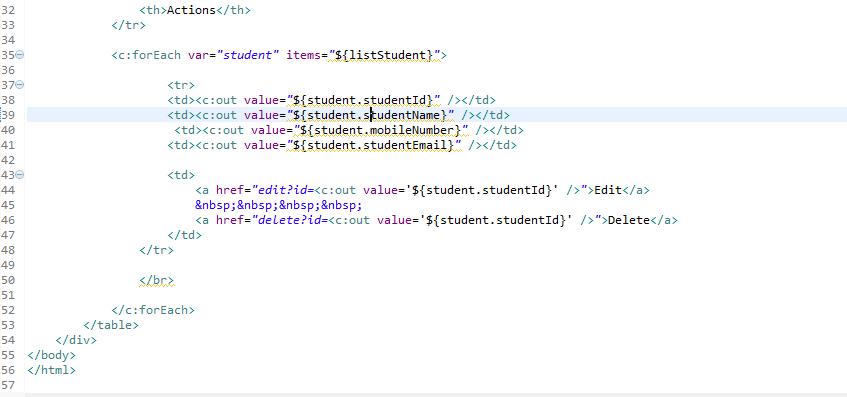 32 <th>Actions</th>
33 </tr>
34
35 <c:forEach var="student" items="${listStudent}">
36
37 <tr>
38 <td><c:out value="${student.studentId}" /></td>
39 <td><c:out value="${student.studentName}" /></td>
40 <td><c:out value="${student.mobileNumber}" /></td>
41 <td><c:out value="${student.studentEmail}" /></td>
42
43 <td>
44 <a href="edit?id=<c:out value='${student.studentId}' />">Edit</a>
45 &nbsp;&nbsp;&nbsp;&nbsp;
46 <a href="delete?id=<c:out value='${student.studentId}' />">Delete</a>
47 </td>
48 </tr>
49
50 </br>
51
52 </c:forEach>
53 </table>
54 </div>
55 </body>
56 </html>
57